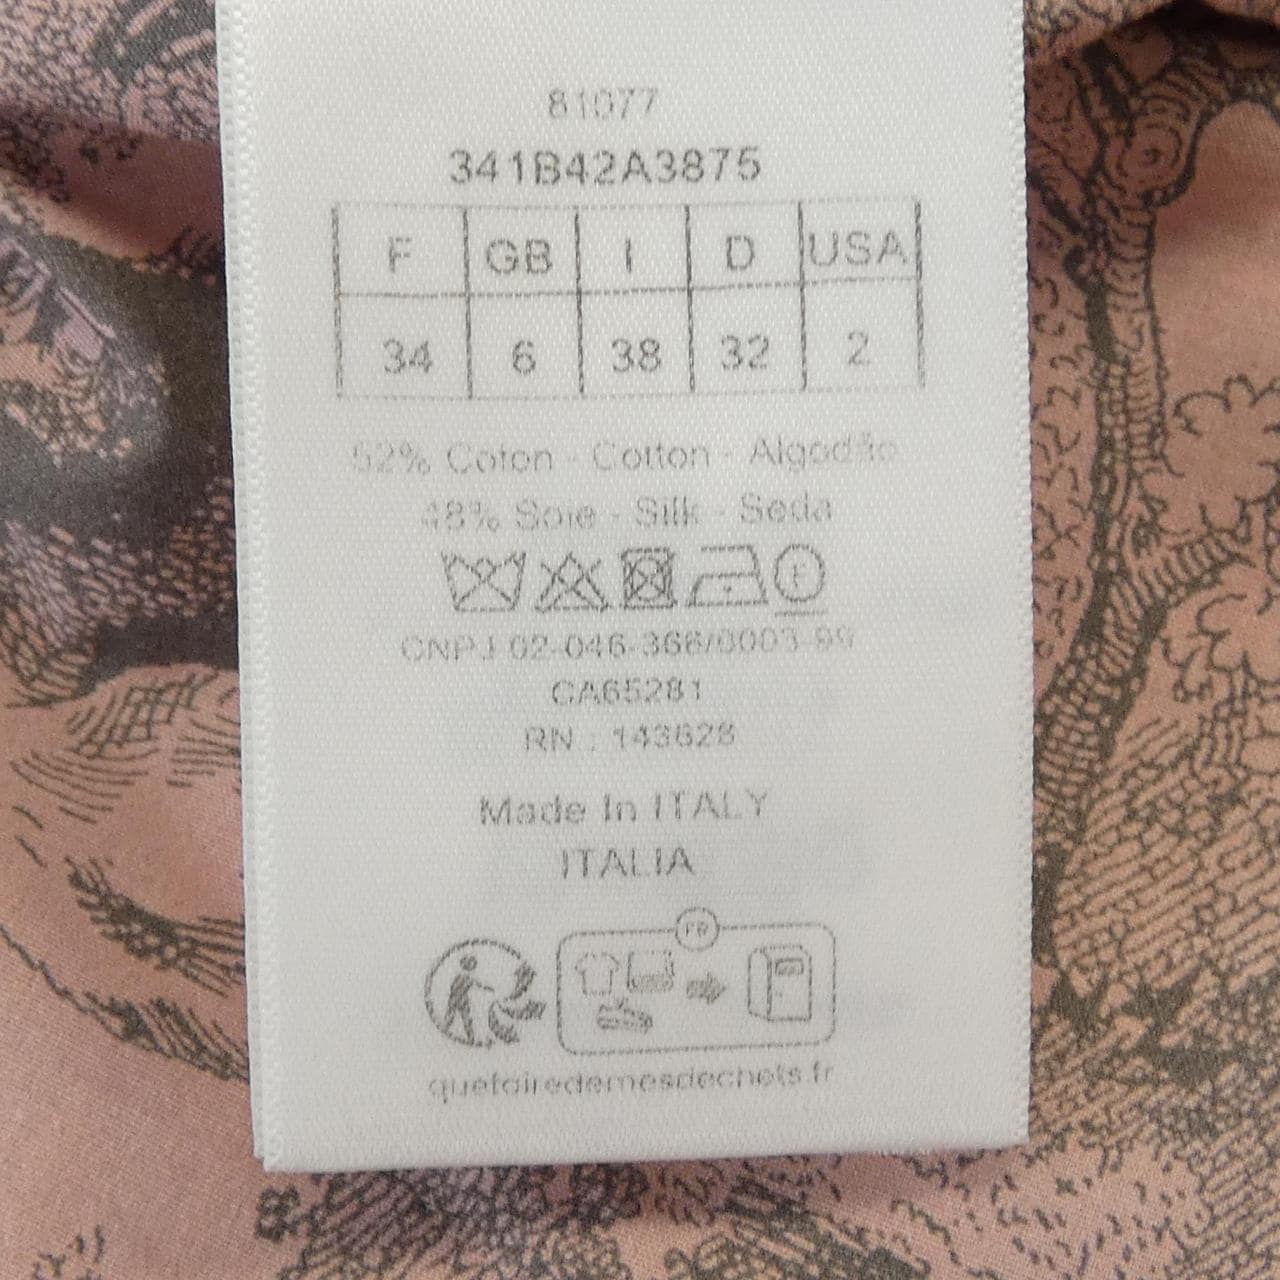 81077
341B42A3875
F GB I D USA
34 6 38 32 2
52% Coton - Cotton - Algodão
48% Soie - Silk - Seda
F
CNPJ 02-046-366/0003-99
CA65281
RN : 143628
Made In ITALY
ITALIA
FR
quefairedemesdechets.fr